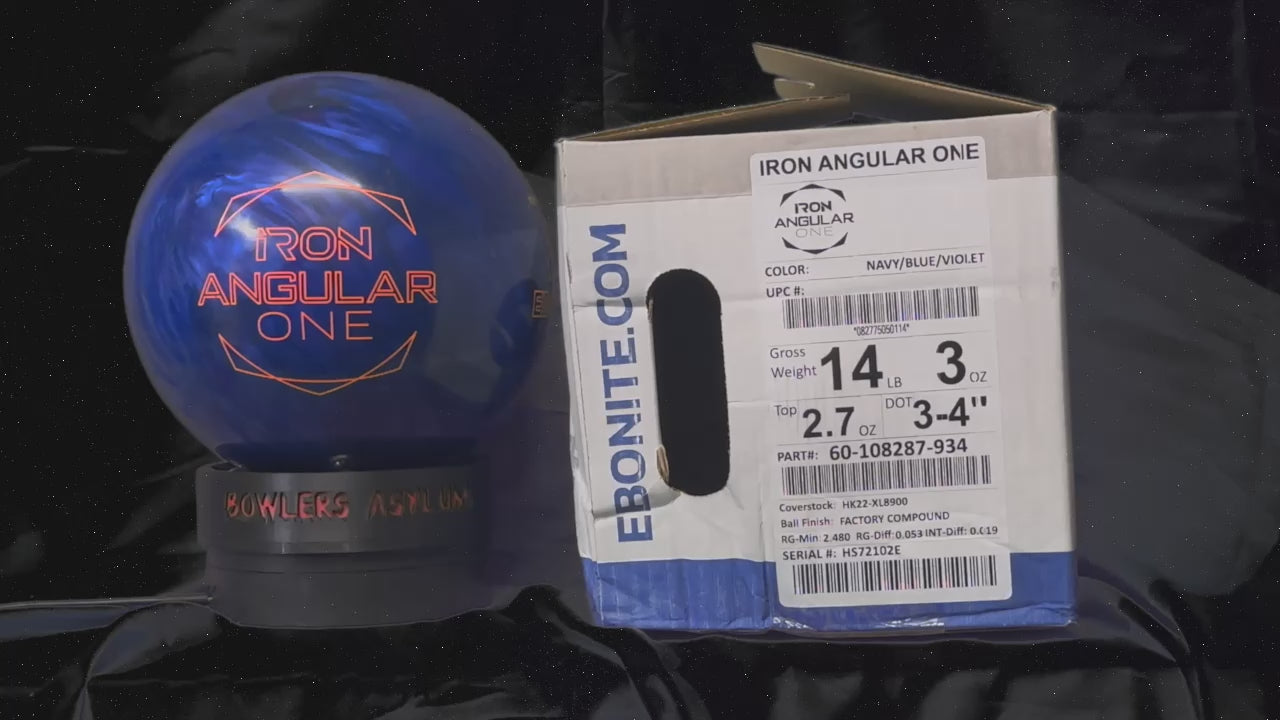 IRON
ANGULAR
ONE
BOWLERS ASYLUM
EBONITE.COM
IRON ANGULAR ONE
IRON
ANGULAR
ONE
COLOR: NAVY/BLUE/VIOLET
UPC #:
*082775050114*
Gross Weight 14 LB 3 OZ
Top 2.7 OZ DOT 3-4"
PART#: 60-108287-934
Coverstock: HK22-XL8900
Ball Finish: FACTORY COMPOUND
RG-Min: 2.480 RG-Diff: 0.053 INT-Diff: 0.019
SERIAL #: HS72102E